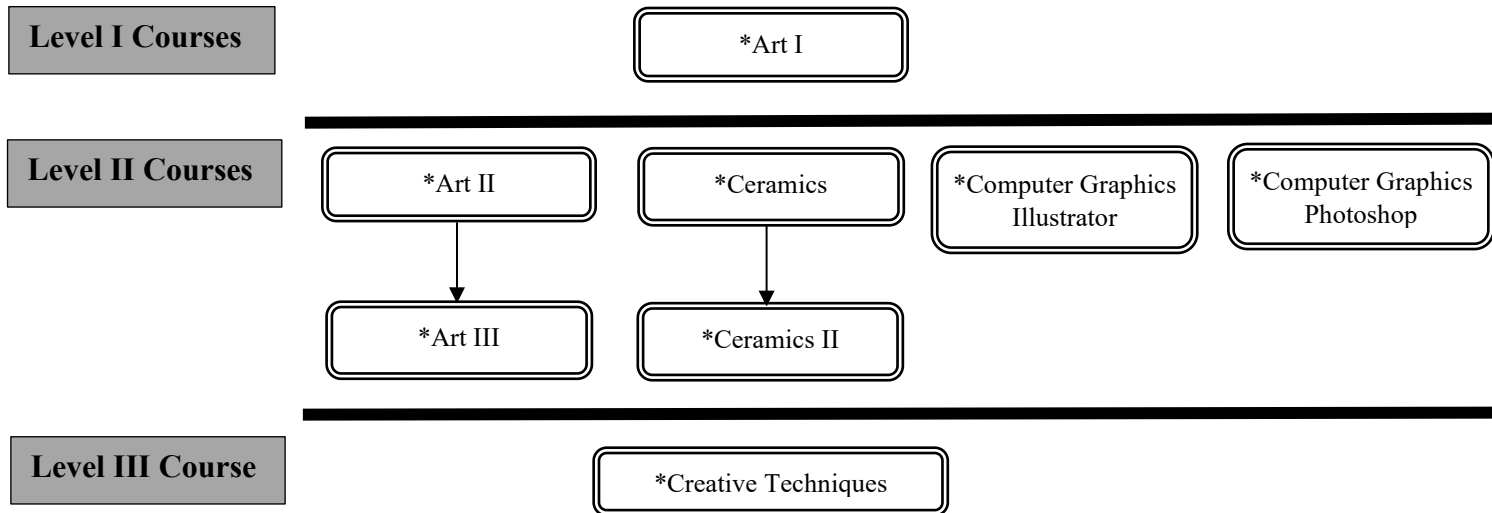 Level I Courses
*Art I
Level II Courses
*Art II
*Ceramics
*Computer Graphics
Illustrator
*Computer Graphics
Photoshop
*Art III
*Ceramics II
Level III Course
*Creative Techniques